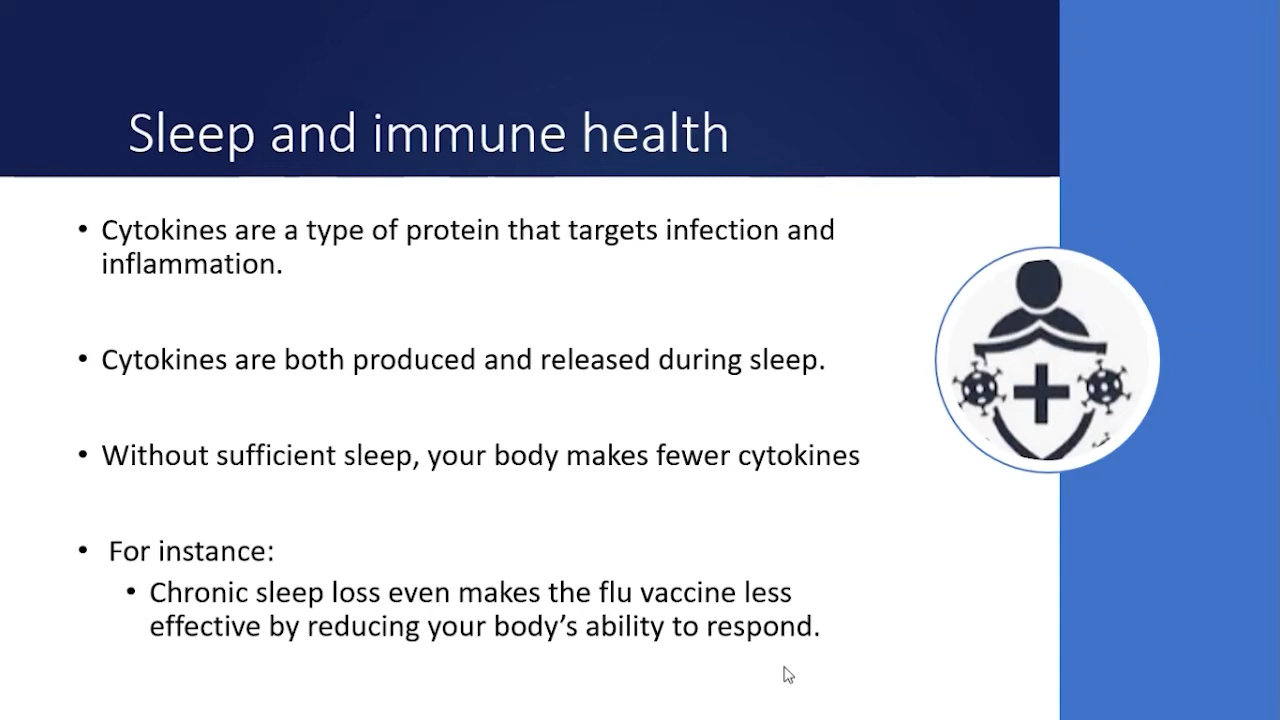 Sleep and immune health
• Cytokines are a type of protein that targets infection and
inflammation.
• Cytokines are both produced and released during sleep.
• Without sufficient sleep, your body makes fewer cytokines
• For instance:
• Chronic sleep loss even makes the flu vaccine less
effective by reducing your body’s ability to respond.